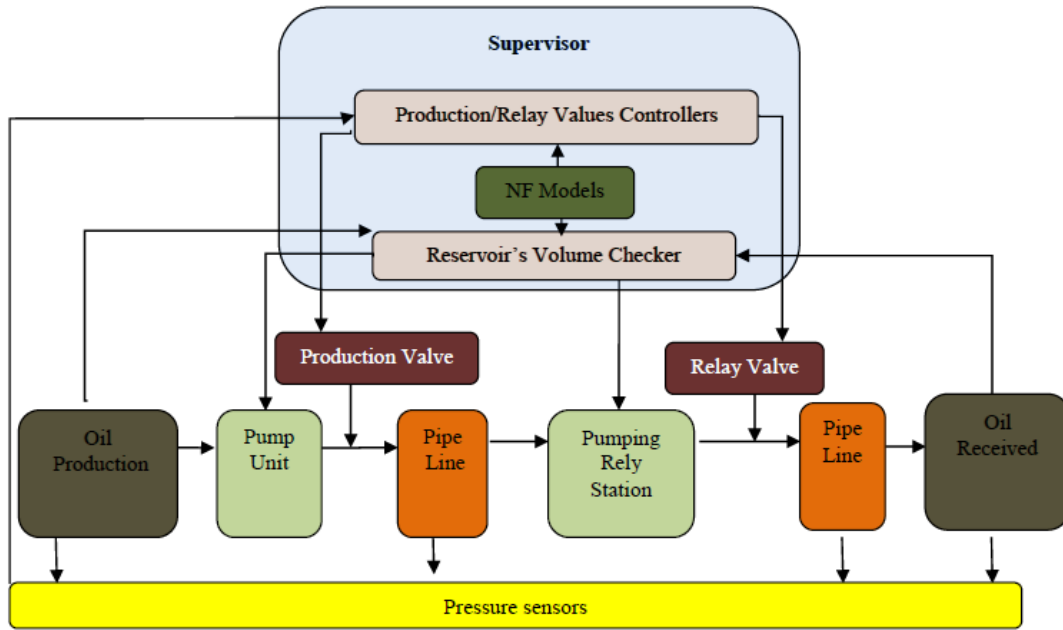 Supervisor
Production/Relay Values Controllers
NF Models
Reservoir's Volume Checker
Production Valve
Relay Valve
Oil
Production
Pump
Unit
Pipe
Line
Pumping
Rely
Station
Pipe
Line
Oil
Received
Pressure sensors